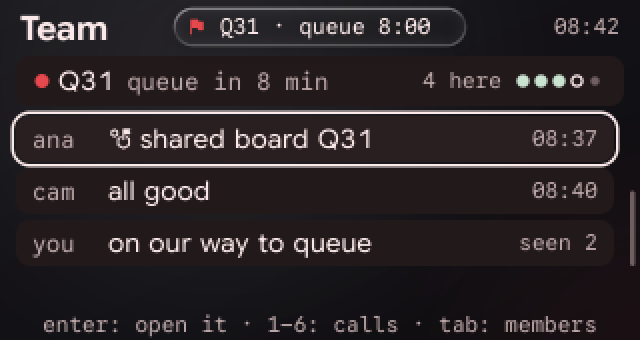 Team
Q31 · queue 8:00
08:42
Q31 queue in 8 min
4 here
ana shared board Q31 08:37
cam all good 08:40
you on our way to queue seen 2
enter: open it · 1-6: calls · tab: members